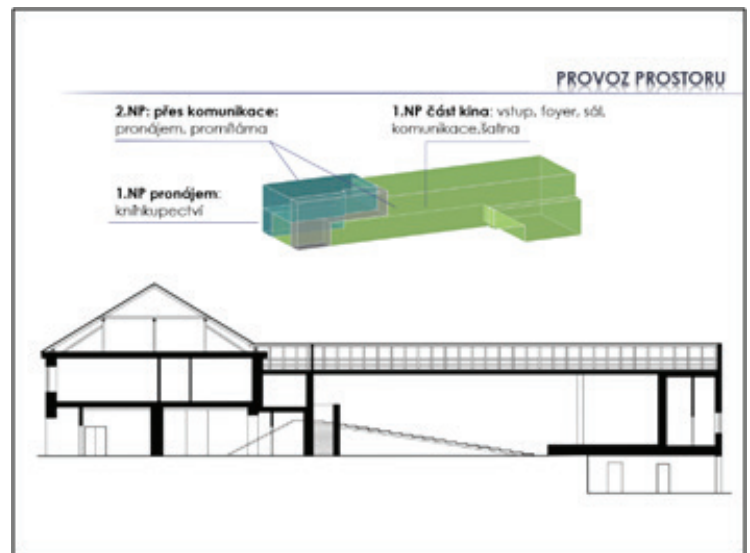 PROVOZ PROSTORU
2.NP: přes komunikace:
pronájem, promítárna
1.NP část kina: vstup, foyer, sál,
komunikace,šatna
1.NP pronájem:
knihkupectví